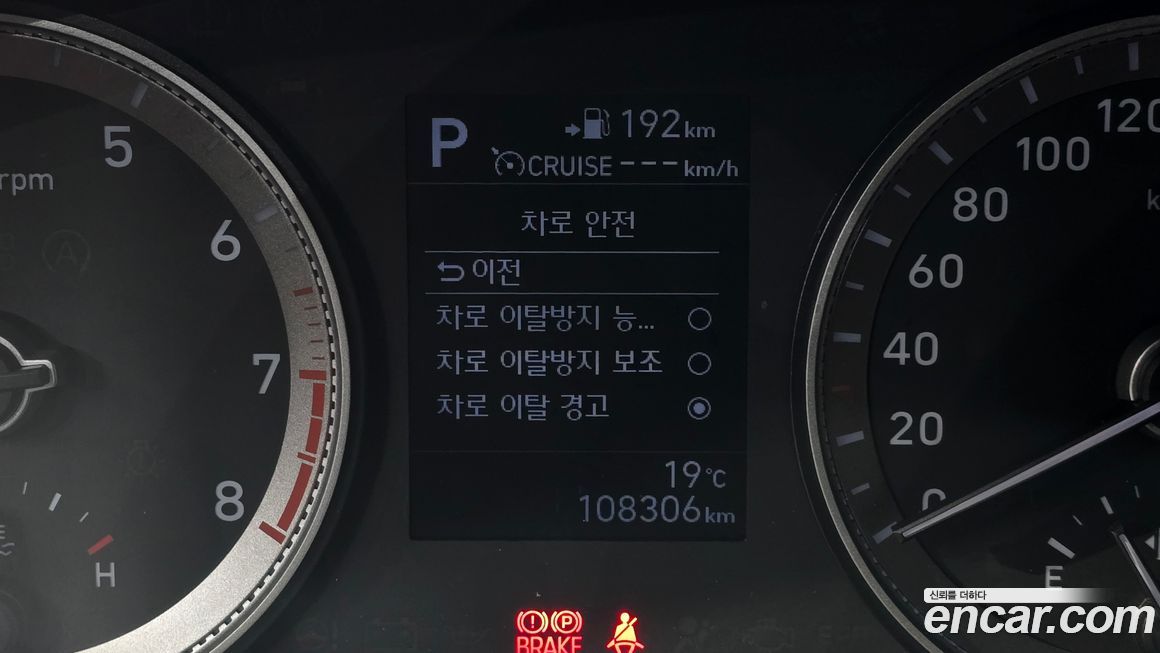 P
192km
CRUISE ---km/h
차로 안전
이전
차로 이탈방지 능...
차로 이탈방지 보조
차로 이탈 경고
19°C
108306km
5
rpm
6
7
8
H
120
100
80
60
40
20
0
E
BRAKE
신뢰를 더하다
encar.com